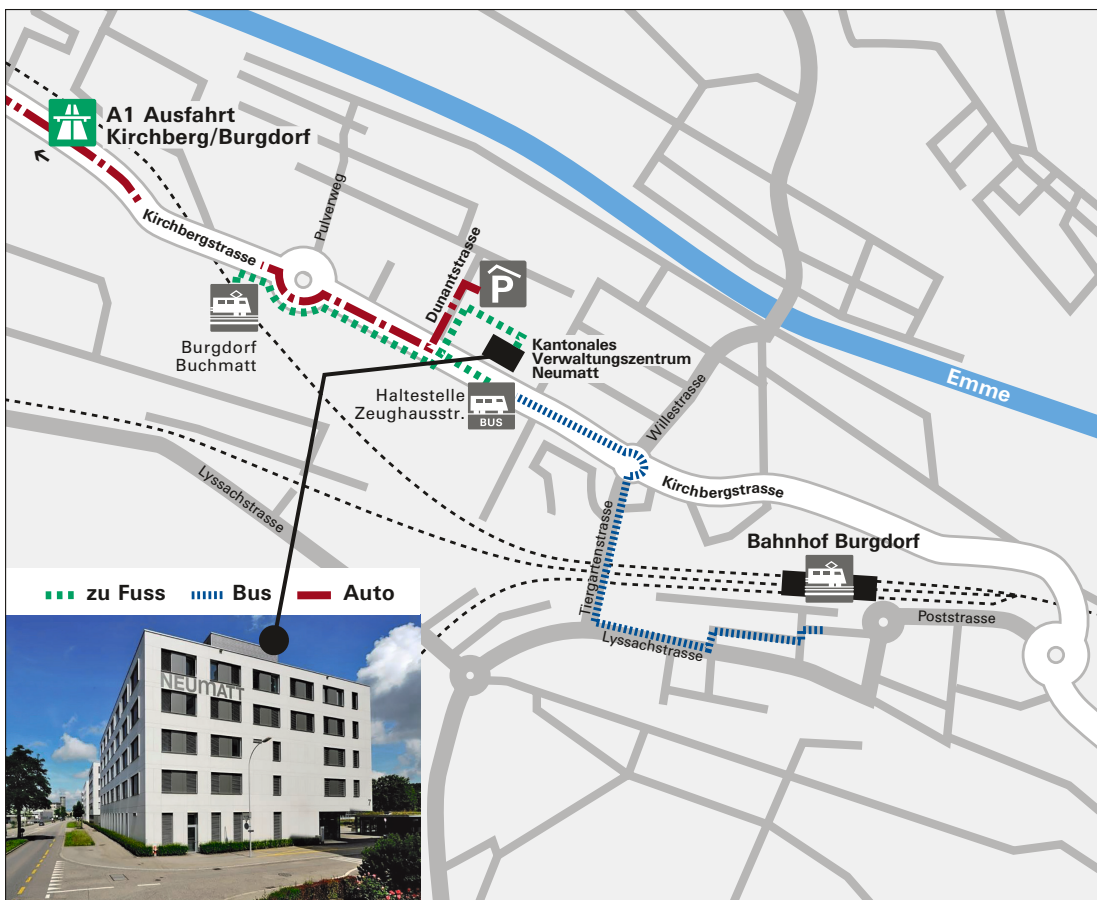 A1 Ausfahrt
Kirchberg/Burgdorf
Pulverweg
Kirchbergstrasse
Dunantstrasse
P
Burgdorf
Buchmatt
Kantonales
Verwaltungszentrum
Neumatt
Haltestelle
Zeughausstr.
BUS
Emme
Willestrasse
Lyssachstrasse
Kirchbergstrasse
Tiergartenstrasse
Bahnhof Burgdorf
Poststrasse
Lyssachstrasse
zu Fuss
Bus
Auto
NEUMATT